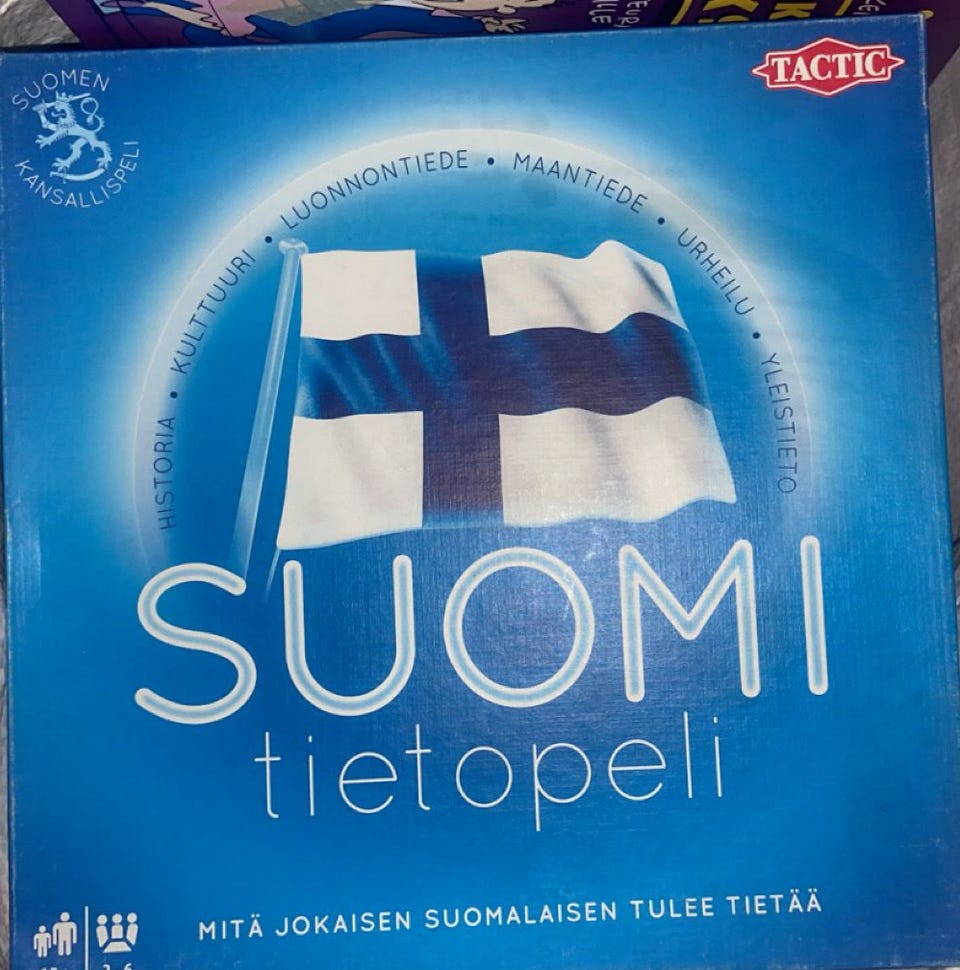 SUOMEN
KANSALLISPELI
TACTIC
HISTORIA • KULTTUURI • LUONNONTIEDE • MAANTIEDE • URHEILU • YLEISTIETO
SUOMI
tietopeli
MITÄ JOKAISEN SUOMALAISEN TULEE TIETÄÄ